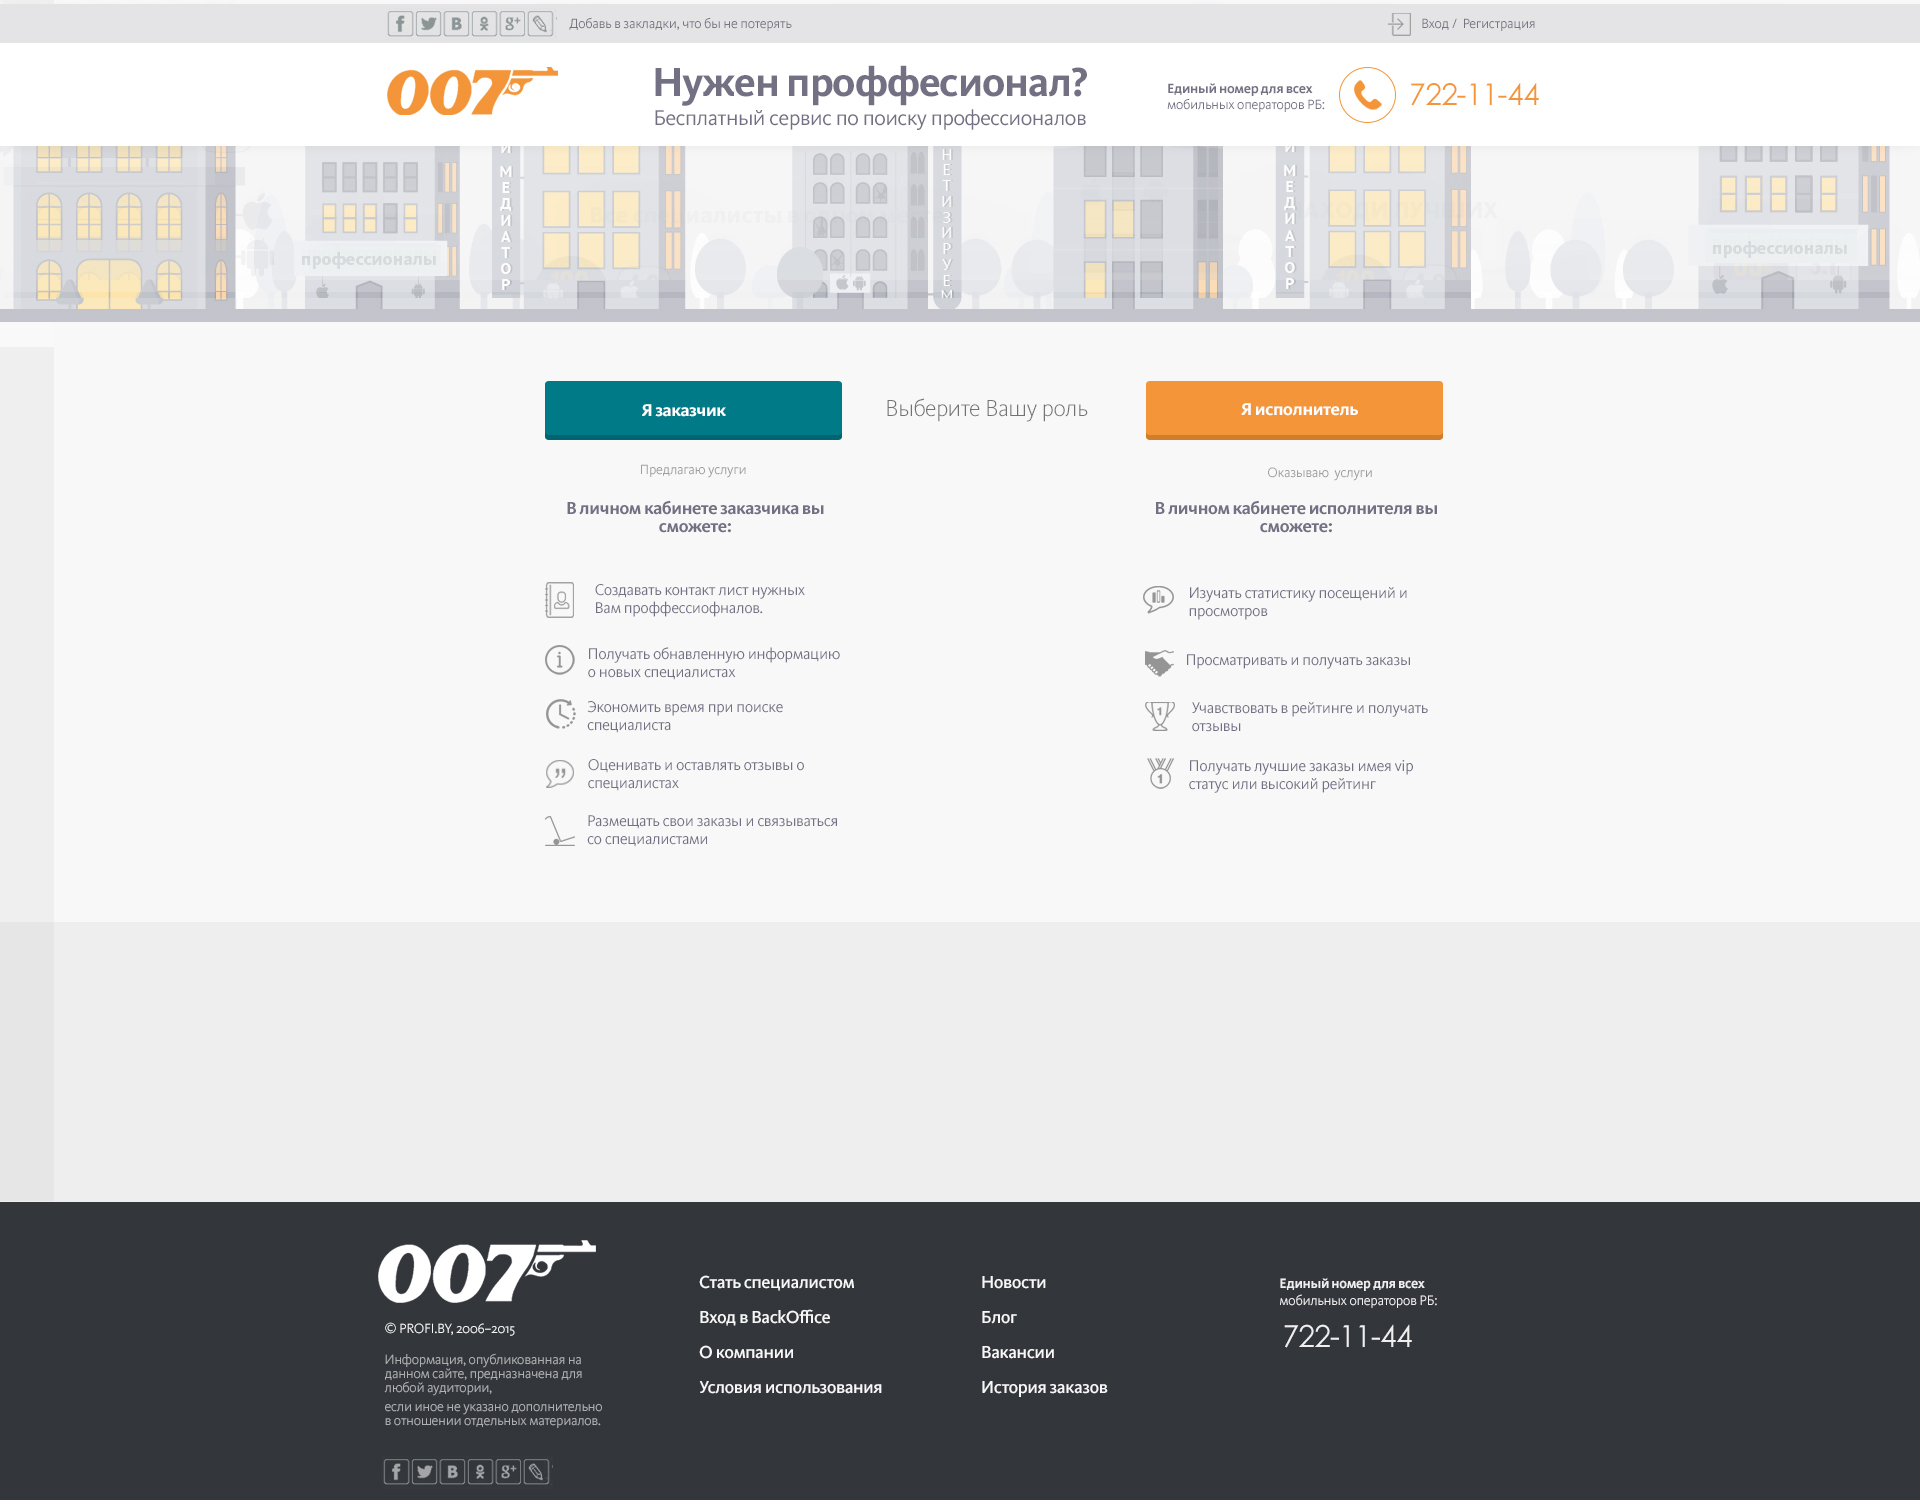 Добавь в закладки, что бы не потерять
Вход / Регистрация
007
Нужен проффесионал?
Бесплатный сервис по поиску профессионалов
Единый номер для всех
мобильных операторов РБ:
722-11-44
И МЕДИАТОР
НЕТИЗИРУЕМ
И МЕДИАТОР
профессионалы
профессионалы
Я заказчик
Выберите Вашу роль
Я исполнитель
Предлагаю услуги
Оказываю услуги
В личном кабинете заказчика вы
сможете:
В личном кабинете исполнителя вы
сможете:
Создавать контакт лист нужных
Вам проффессиофналов.
Получать обнавленную информацию
о новых специалистах
Экономить время при поиске
специалиста
Оценивать и оставлять отзывы о
специалистах
Размещать свои заказы и связываться
со специалистами
Изучать статистику посещений и
просмотров
Просматривать и получать заказы
Учавствовать в рейтинге и получать
отзывы
Получать лучшие заказы имея vip
статус или высокий рейтинг
007
© PROFI.BY, 2006–2015
Информация, опубликованная на
данном сайте, предназначена для
любой аудитории,
если иное не указано дополнительно
в отношении отдельных материалов.
Стать специалистом
Вход в BackOffice
О компании
Условия использования
Новости
Блог
Вакансии
История заказов
Единый номер для всех
мобильных операторов РБ:
722-11-44